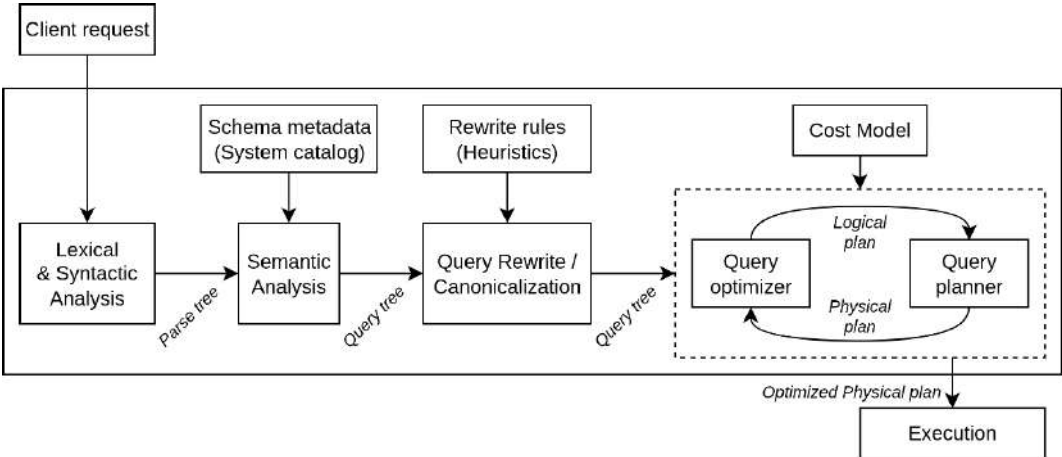 Client request
Schema metadata
(System catalog)
Rewrite rules
(Heuristics)
Cost Model
Lexical
& Syntactic
Analysis
Parse tree
Semantic
Analysis
Query tree
Query Rewrite /
Canonicalization
Query tree
Logical
plan
Query
optimizer
Query
planner
Physical
plan
Optimized Physical plan
Execution